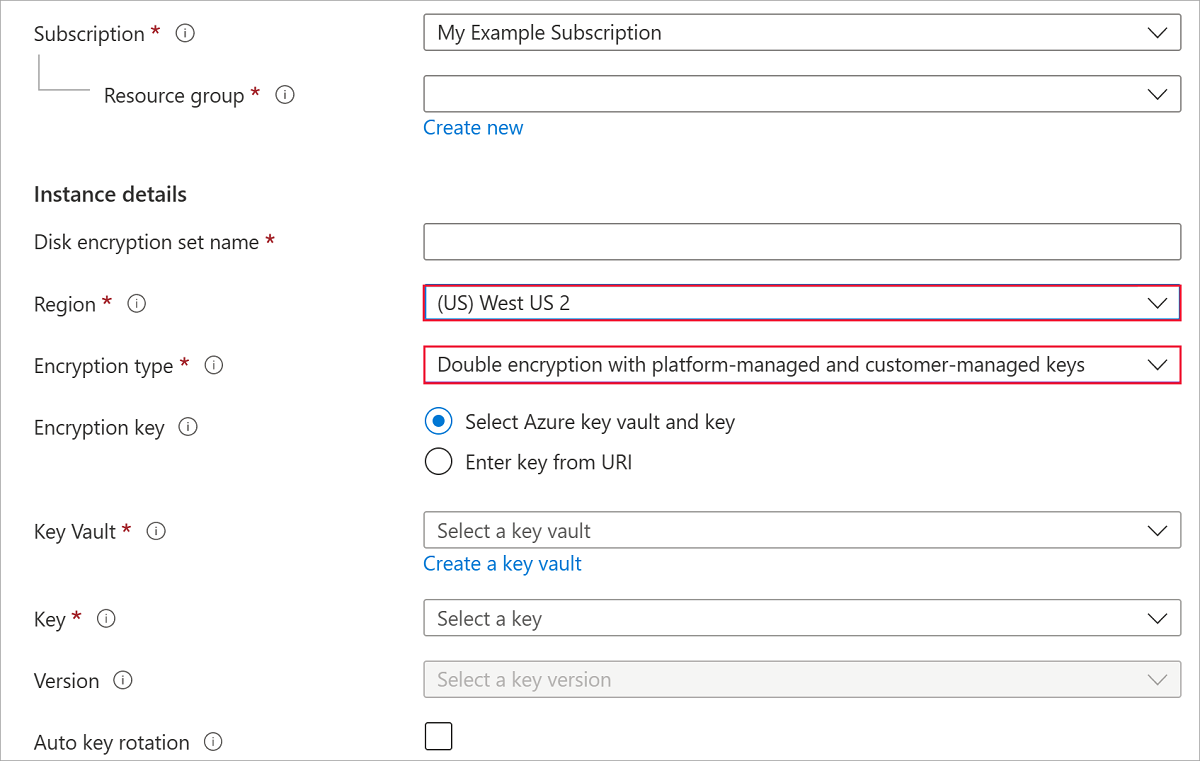 Subscription *
My Example Subscription
Resource group *
Create new
Instance details
Disk encryption set name *
Region *
(US) West US 2
Encryption type *
Double encryption with platform-managed and customer-managed keys
Encryption key
Select Azure key vault and key
Enter key from URI
Key Vault *
Select a key vault
Create a key vault
Key *
Select a key
Version
Select a key version
Auto key rotation